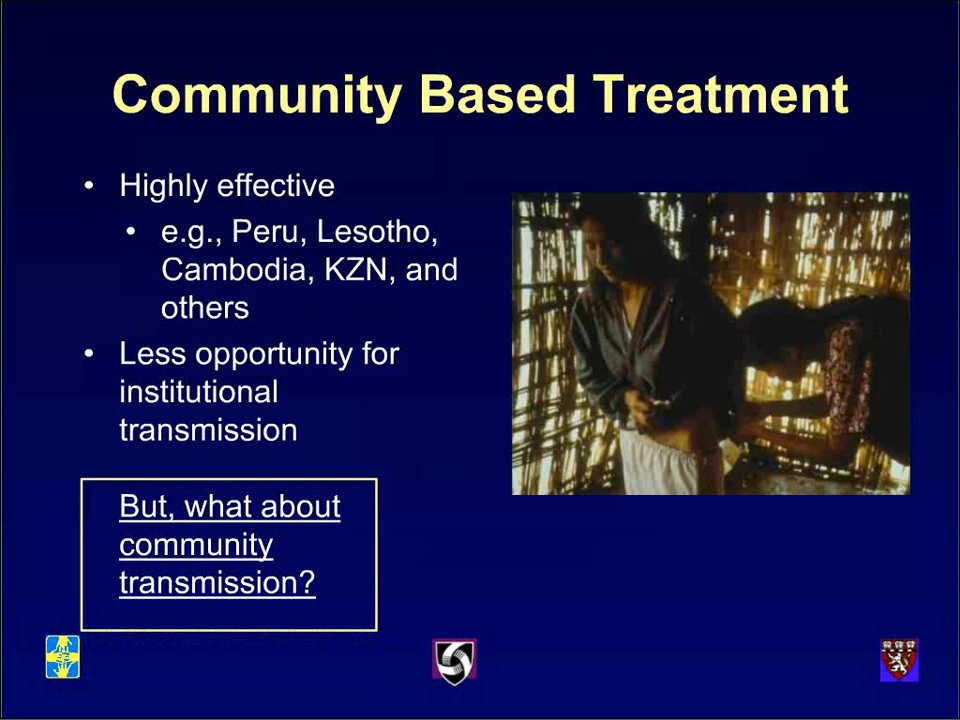 Community Based Treatment
• Highly effective
• e.g., Peru, Lesotho,
Cambodia, KZN, and
others
• Less opportunity for
institutional
transmission
But, what about
community
transmission?